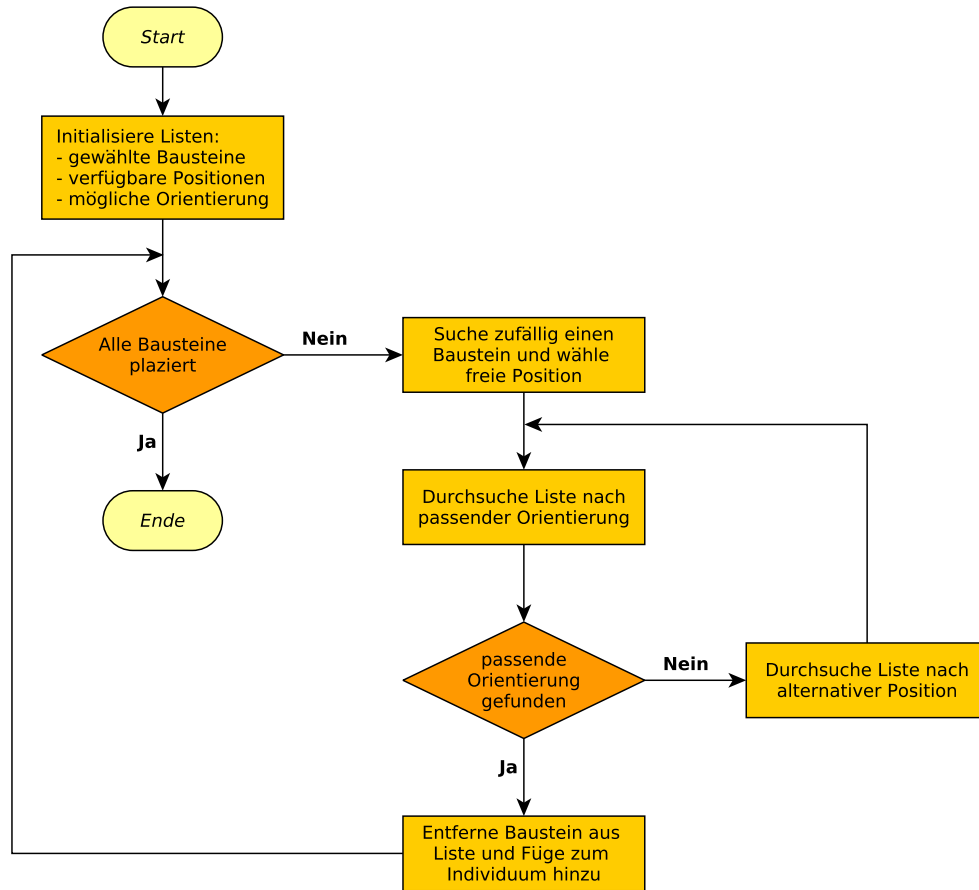 Start
Initialisiere Listen:
- gewählte Bausteine
- verfügbare Positionen
- mögliche Orientierung
Alle Bausteine
plaziert
Nein
Suche zufällig einen
Baustein und wähle
freie Position
Ja
Ende
Durchsuche Liste nach
passender Orientierung
passende
Orientierung
gefunden
Nein
Durchsuche Liste nach
alternativer Position
Ja
Entferne Baustein aus
Liste und Füge zum
Individuum hinzu